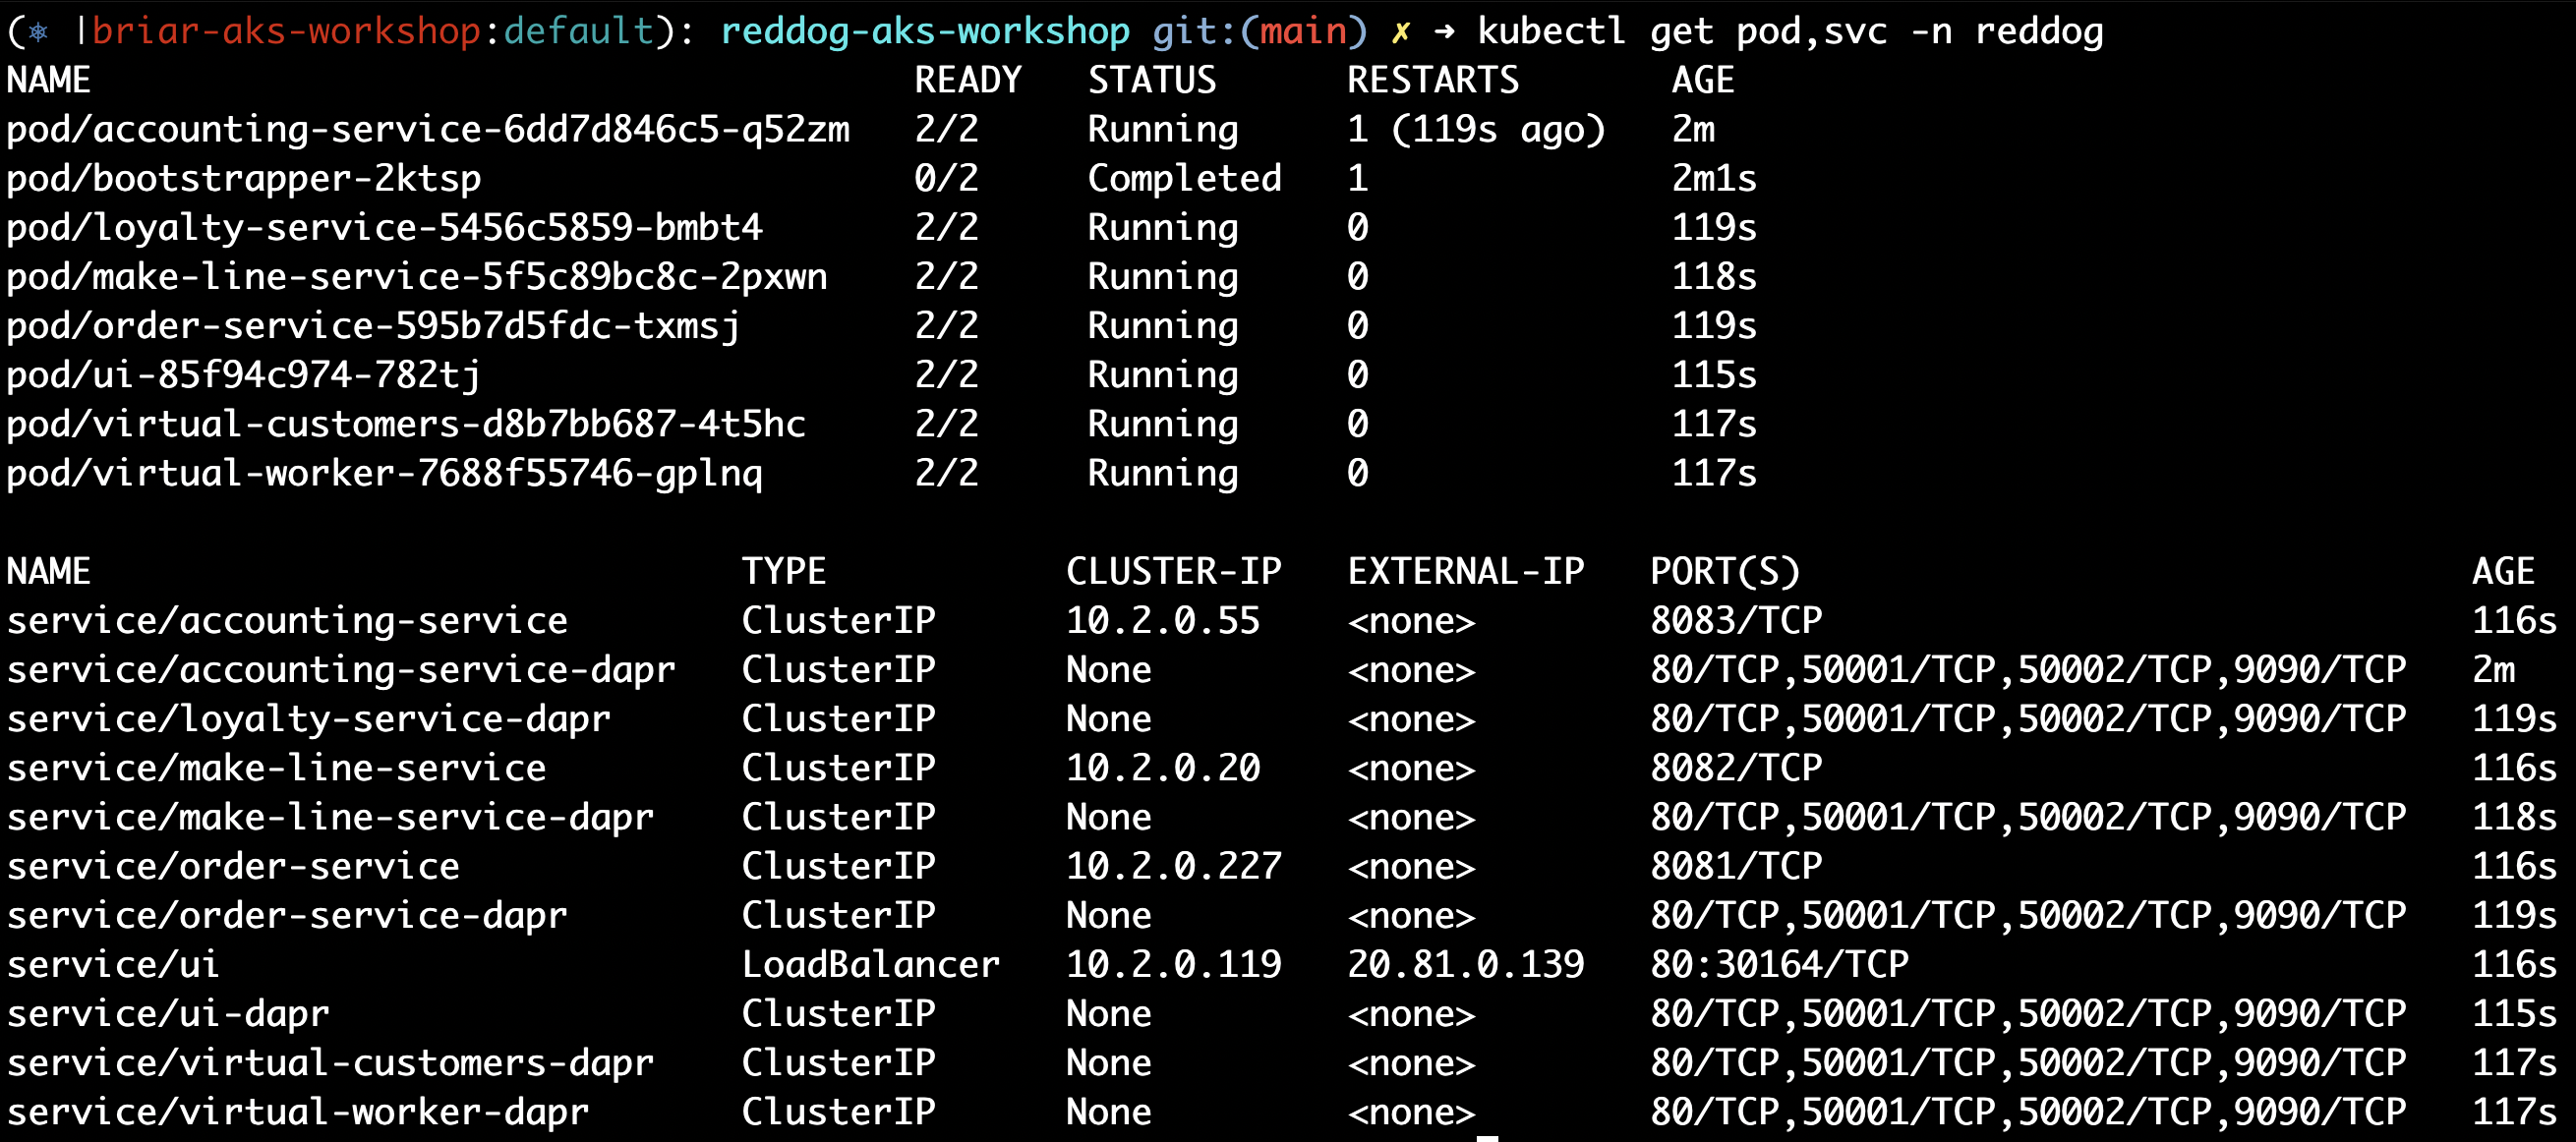 (⎈ |briar-aks-workshop:default): reddog-aks-workshop git:(main) ✗ ➜ kubectl get pod,svc -n reddog
NAME READY STATUS RESTARTS AGE
pod/accounting-service-6dd7d846c5-q52zm 2/2 Running 1 (119s ago) 2m
pod/bootstrapper-2ktsp 0/2 Completed 1 2m1s
pod/loyalty-service-5456c5859-bmbt4 2/2 Running 0 119s
pod/make-line-service-5f5c89bc8c-2pxwn 2/2 Running 0 118s
pod/order-service-595b7d5fdc-txmsj 2/2 Running 0 119s
pod/ui-85f94c974-782tj 2/2 Running 0 115s
pod/virtual-customers-d8b7bb687-4t5hc 2/2 Running 0 117s
pod/virtual-worker-7688f55746-gplnq 2/2 Running 0 117s
NAME TYPE CLUSTER-IP EXTERNAL-IP PORT(S) AGE
service/accounting-service ClusterIP 10.2.0.55 <none> 8083/TCP 116s
service/accounting-service-dapr ClusterIP None <none> 80/TCP,50001/TCP,50002/TCP,9090/TCP 2m
service/loyalty-service-dapr ClusterIP None <none> 80/TCP,50001/TCP,50002/TCP,9090/TCP 119s
service/make-line-service ClusterIP 10.2.0.20 <none> 8082/TCP 116s
service/make-line-service-dapr ClusterIP None <none> 80/TCP,50001/TCP,50002/TCP,9090/TCP 118s
service/order-service ClusterIP 10.2.0.227 <none> 8081/TCP 116s
service/order-service-dapr ClusterIP None <none> 80/TCP,50001/TCP,50002/TCP,9090/TCP 119s
service/ui LoadBalancer 10.2.0.119 20.81.0.139 80:30164/TCP 116s
service/ui-dapr ClusterIP None <none> 80/TCP,50001/TCP,50002/TCP,9090/TCP 115s
service/virtual-customers-dapr ClusterIP None <none> 80/TCP,50001/TCP,50002/TCP,9090/TCP 117s
service/virtual-worker-dapr ClusterIP None <none> 80/TCP,50001/TCP,50002/TCP,9090/TCP 117s